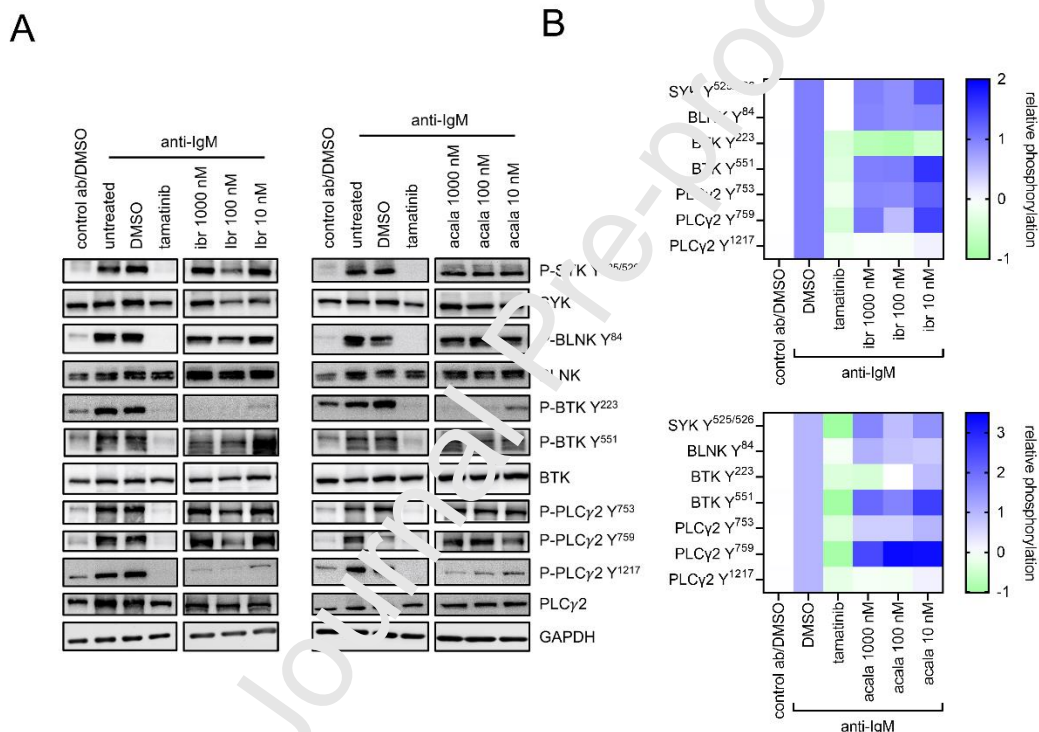 A
B
anti-IgM
control ab/DMSO
untreated
DMSO
tamatinib
ibr 1000 nM
Ibr 100 nM
Ibr 10 nM
anti-IgM
control ab/DMSO
untreated
DMSO
tamatinib
acala 1000 nM
acala 100 nM
acala 10 nM
SYK
P-BLNK Y84
BLNK
P-BTK Y223
P-BTK Y551
BTK
P-PLCγ2 Y753
P-PLCγ2 Y759
P-PLCγ2 Y1217
PLCγ2
GAPDH
BLNK Y84
BTK Y223
BTK Y551
PLCγ2 Y753
PLCγ2 Y759
PLCγ2 Y1217
control ab/DMSO
DMSO
tamatinib
ibr 1000 nM
ibr 100 nM
ibr 10 nM
anti-IgM
2
1
0
-1
relative phosphorylation
SYK Y525/526
BLNK Y84
BTK Y223
BTK Y551
PLCγ2 Y753
PLCγ2 Y759
PLCγ2 Y1217
control ab/DMSO
DMSO
tamatinib
acala 1000 nM
acala 100 nM
acala 10 nM
anti-IgM
3
2
1
0
-1
relative phosphorylation
Journal Pre-proo